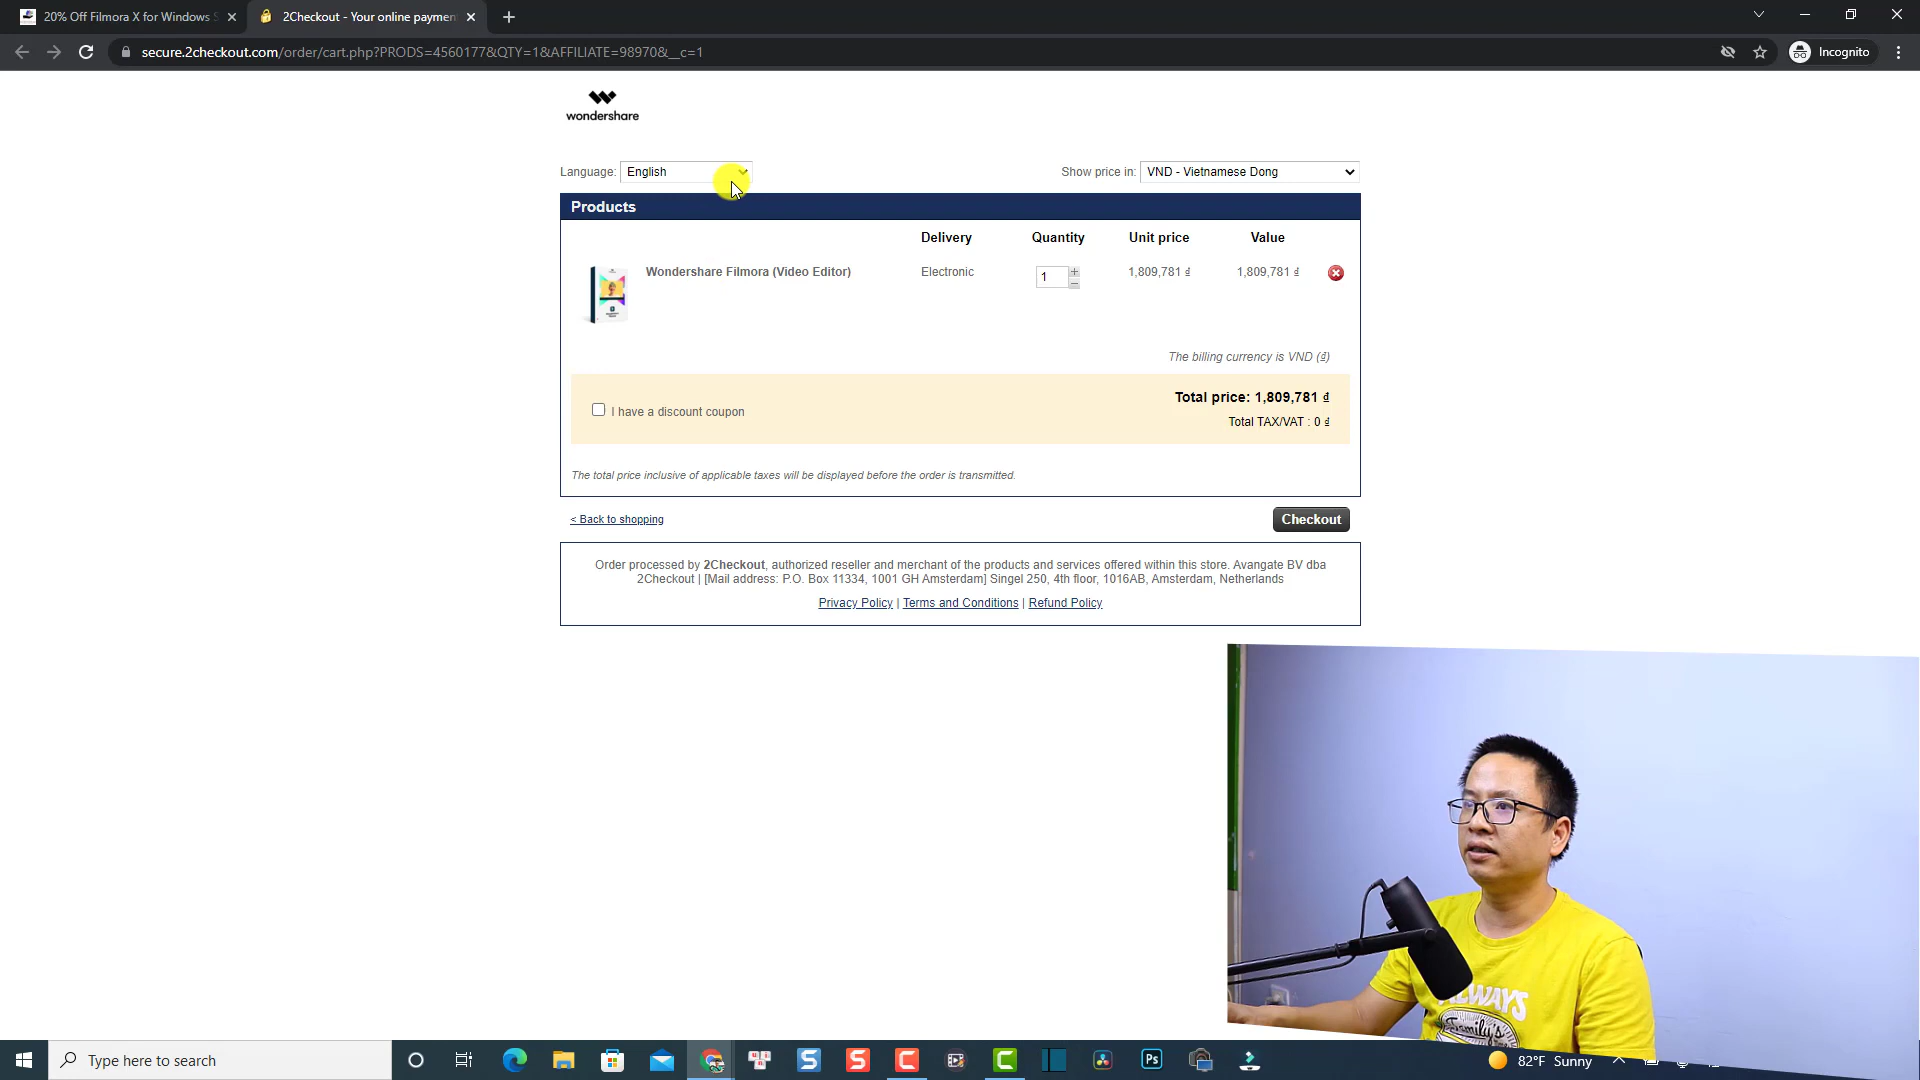 20% Off Filmora X for Windows S
2Checkout - Your online paymen
secure.2checkout.com/order/cart.php?PRODS=4560177&QTY=1&AFFILIATE=98970&__c=1
Incognito
wondershare
Language: English
Show price in: VND - Vietnamese Dong
Products
Delivery Quantity Unit price Value
Wondershare Filmora (Video Editor) Electronic 1 1,809,781 ₫ 1,809,781 ₫
The billing currency is VND (₫)
I have a discount coupon
Total price: 1,809,781 ₫
Total TAX/VAT : 0 ₫
The total price inclusive of applicable taxes will be displayed before the order is transmitted.
< Back to shopping
Checkout
Order processed by 2Checkout, authorized reseller and merchant of the products and services offered within this store. Avangate BV dba
2Checkout | [Mail address: P.O. Box 11334, 1001 GH Amsterdam] Singel 250, 4th floor, 1016AB, Amsterdam, Netherlands
Privacy Policy | Terms and Conditions | Refund Policy
ALWAYS
Family's
Type here to search
Ps
82°F Sunny